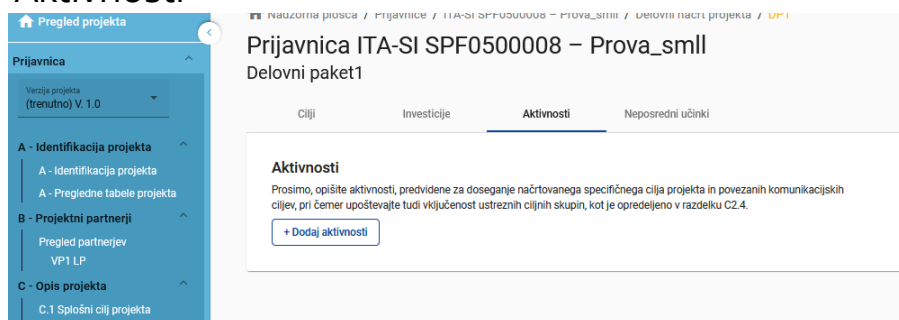 Aktivnosti
Pregled projekta
Prijavnica
Verzija projekta
(trenutno) V. 1.0
A - Identifikacija projekta
A - Identifikacija projekta
A - Pregledne tabele projekta
B - Projektni partnerji
Pregled partnerjev
VP1 LP
C - Opis projekta
C.1 Splošni cilj projekta
Nadzorna plošča / Prijavnice / ITA-SI SPF0500008 – Prova_smll / Delovni načrt projekta / DP1
Prijavnica ITA-SI SPF0500008 – Prova_smll
Delovni paket1
Cilji Investicije Aktivnosti Neposredni učinki
Aktivnosti
Prosimo, opišite aktivnosti, predvidene za doseganje načrtovanega specifičnega cilja projekta in povezanih komunikacijskih
ciljev, pri čemer upoštevajte tudi vključenost ustreznih ciljnih skupin, kot je opredeljeno v razdelku C2.4.
+ Dodaj aktivnosti